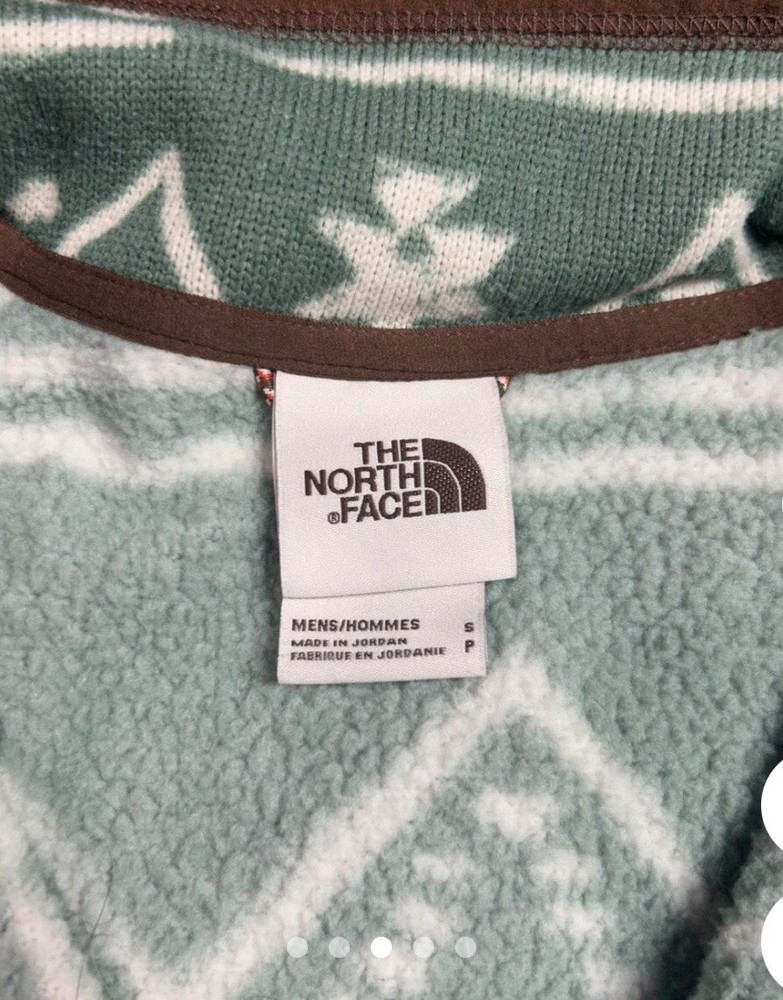 THE
NORTH
®FACE
MENS/HOMMES S
MADE IN JORDAN P
FABRIQUE EN JORDANIE